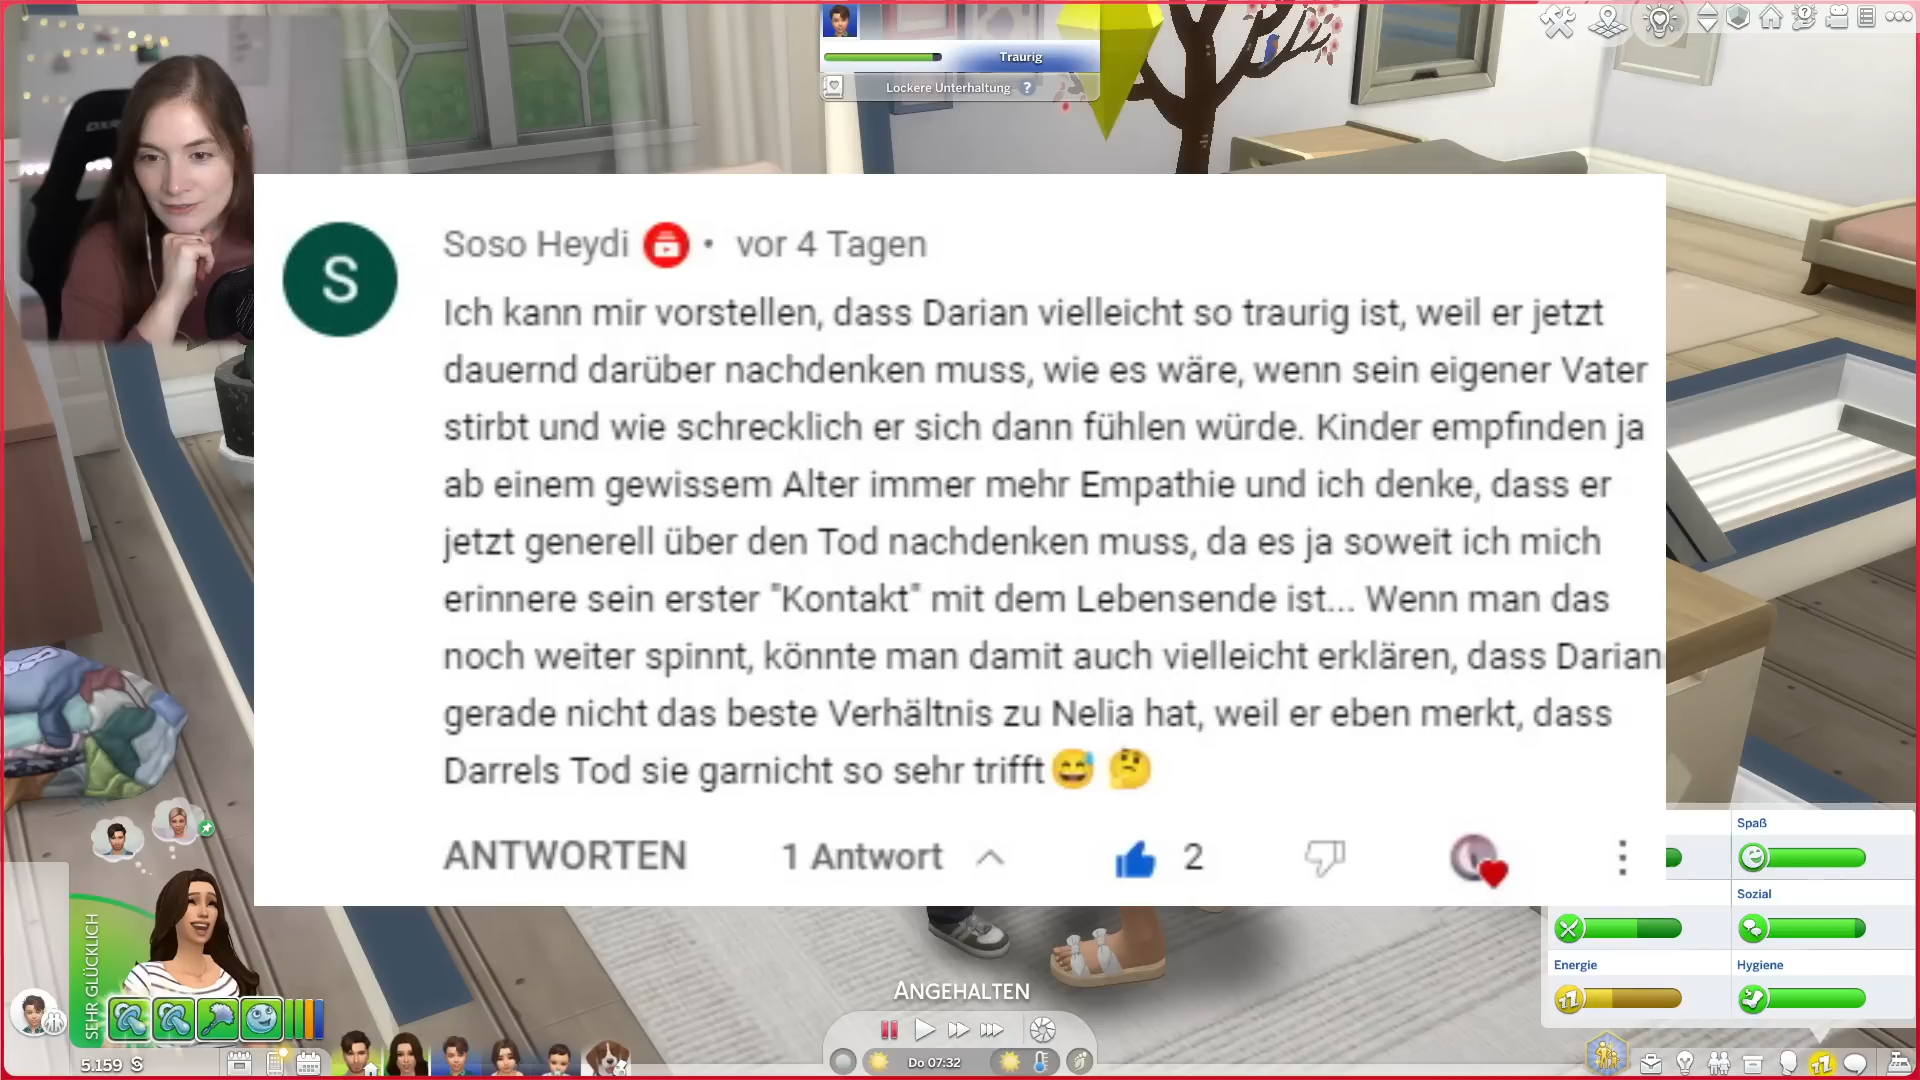 Traurig
Lockere Unterhaltung ?
S
Soso Heydi • vor 4 Tagen
Ich kann mir vorstellen, dass Darian vielleicht so traurig ist, weil er jetzt
dauernd darüber nachdenken muss, wie es wäre, wenn sein eigener Vater
stirbt und wie schrecklich er sich dann fühlen würde. Kinder empfinden ja
ab einem gewissem Alter immer mehr Empathie und ich denke, dass er
jetzt generell über den Tod nachdenken muss, da es ja soweit ich mich
erinnere sein erster "Kontakt" mit dem Lebensende ist... Wenn man das
noch weiter spinnt, könnte man damit auch vielleicht erklären, dass Darian
gerade nicht das beste Verhältnis zu Nelia hat, weil er eben merkt, dass
Darrels Tod sie garnicht so sehr trifft😅 🤔
ANTWORTEN 1 Antwort 2
Spaß
Sozial
Energie Hygiene
SEHR GLÜCKLICH
ANGEHALTEN
5.159 Do 07:32